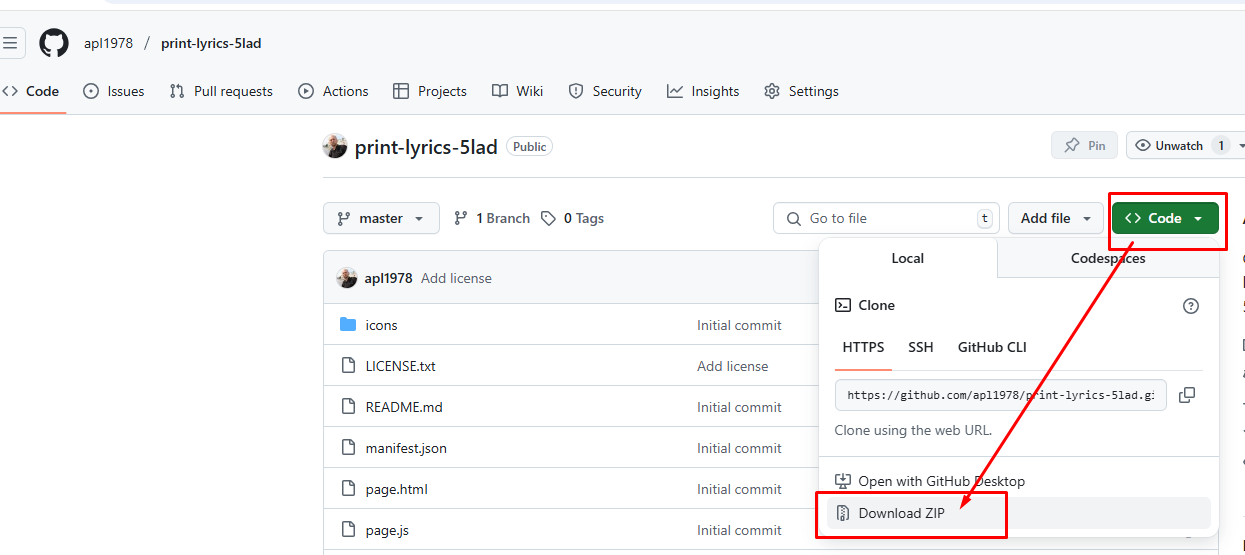 apl1978 / print-lyrics-5lad
Code Issues Pull requests Actions Projects Wiki Security Insights Settings
print-lyrics-5lad Public Pin Unwatch 1
master 1 Branch 0 Tags Go to file t Add file Code
Local Codespaces
apl1978 Add license
Clone
icons Initial commit
HTTPS SSH GitHub CLI
LICENSE.txt Add license
https://github.com/apl1978/print-lyrics-5lad.gi
README.md Initial commit
Clone using the web URL.
manifest.json Initial commit
Open with GitHub Desktop
page.html Initial commit
Download ZIP
page.js Initial commit